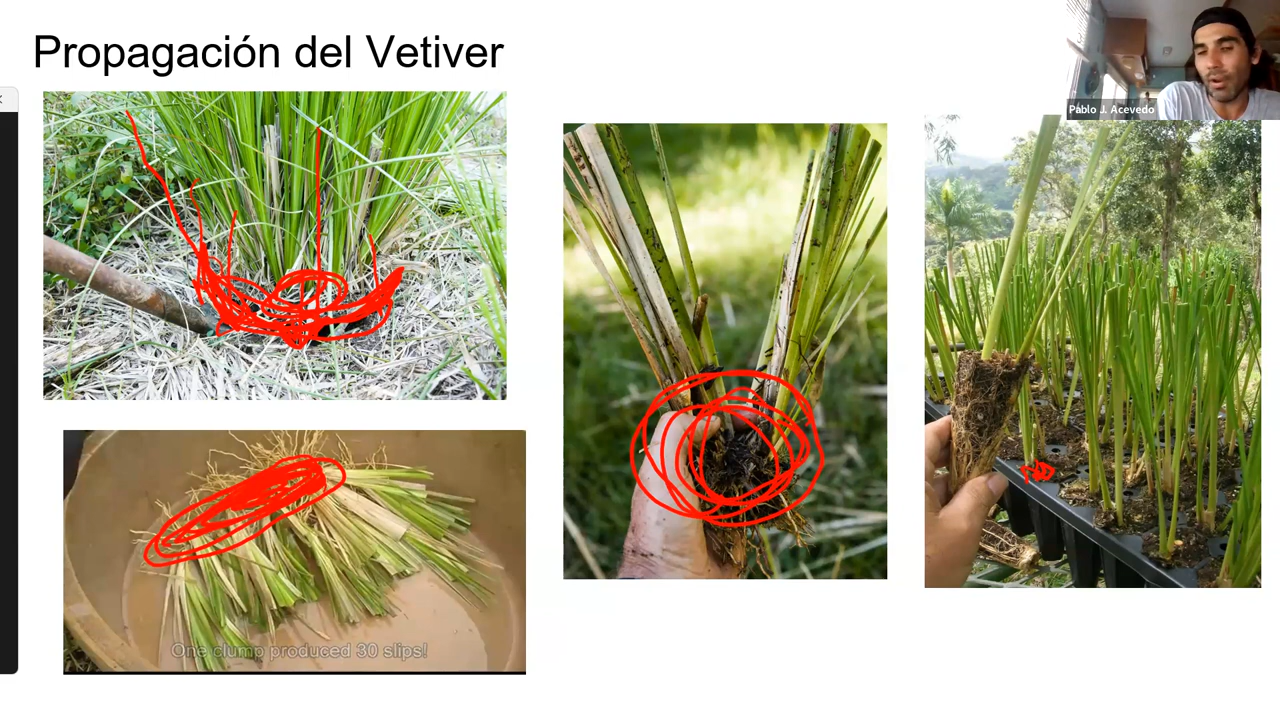 Propagación del Vetiver
Pablo J. Acevedo
One clump produced 30 slips!